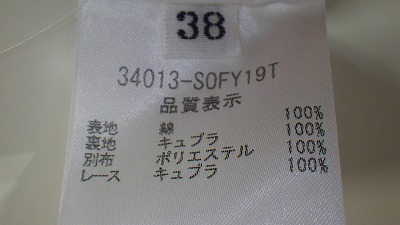 38
34013-SOFY19T
品質表示
表地 綿 100%
裏地 キュプラ 100%
別布 ポリエステル 100%
レース キュプラ 100%